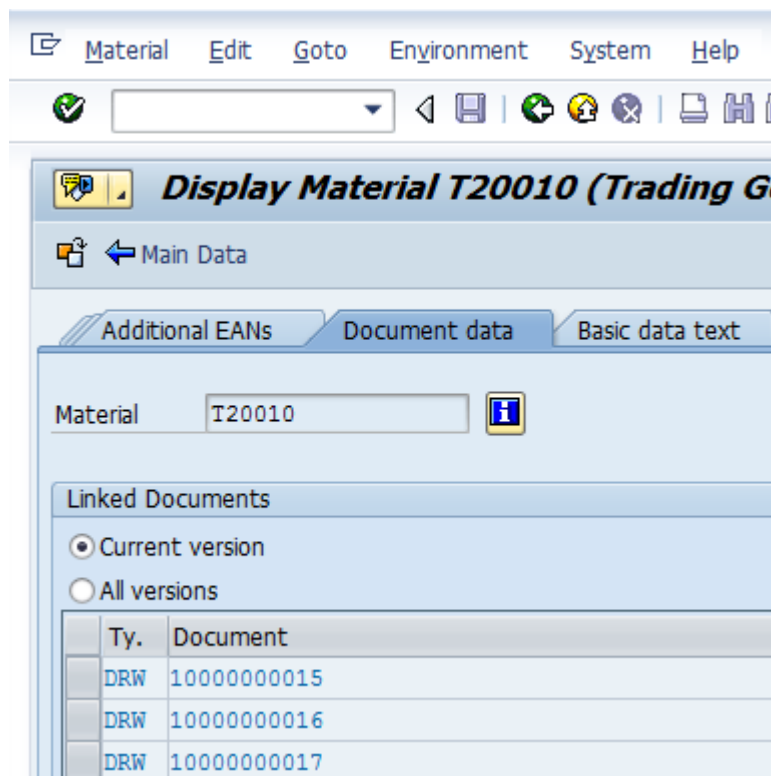 Material Edit Goto Environment System Help
Display Material T20010 (Trading
Main Data
Additional EANs Document data Basic data text
Material T20010
Linked Documents
Current version
All versions
Ty. Document
DRW 10000000015
DRW 10000000016
DRW 10000000017